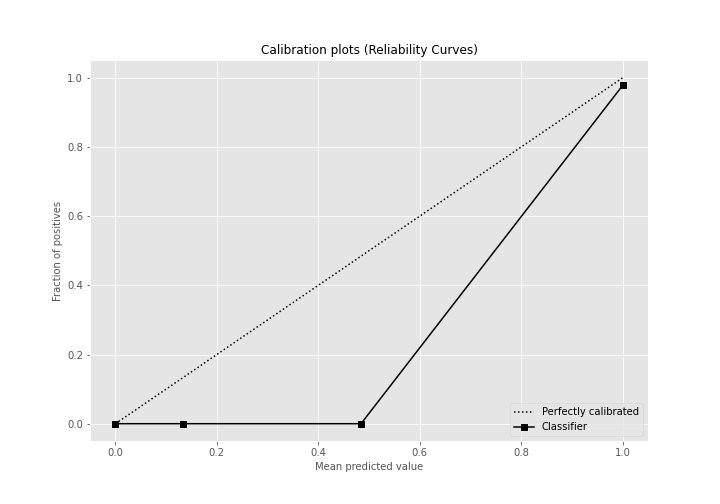 Calibration plots (Reliability Curves)
1.0
0.8
0.6
0.4
0.2
0.0
Fraction of positives
Perfectly calibrated
Classifier
0.0 0.2 0.4 0.6 0.8 1.0
Mean predicted value